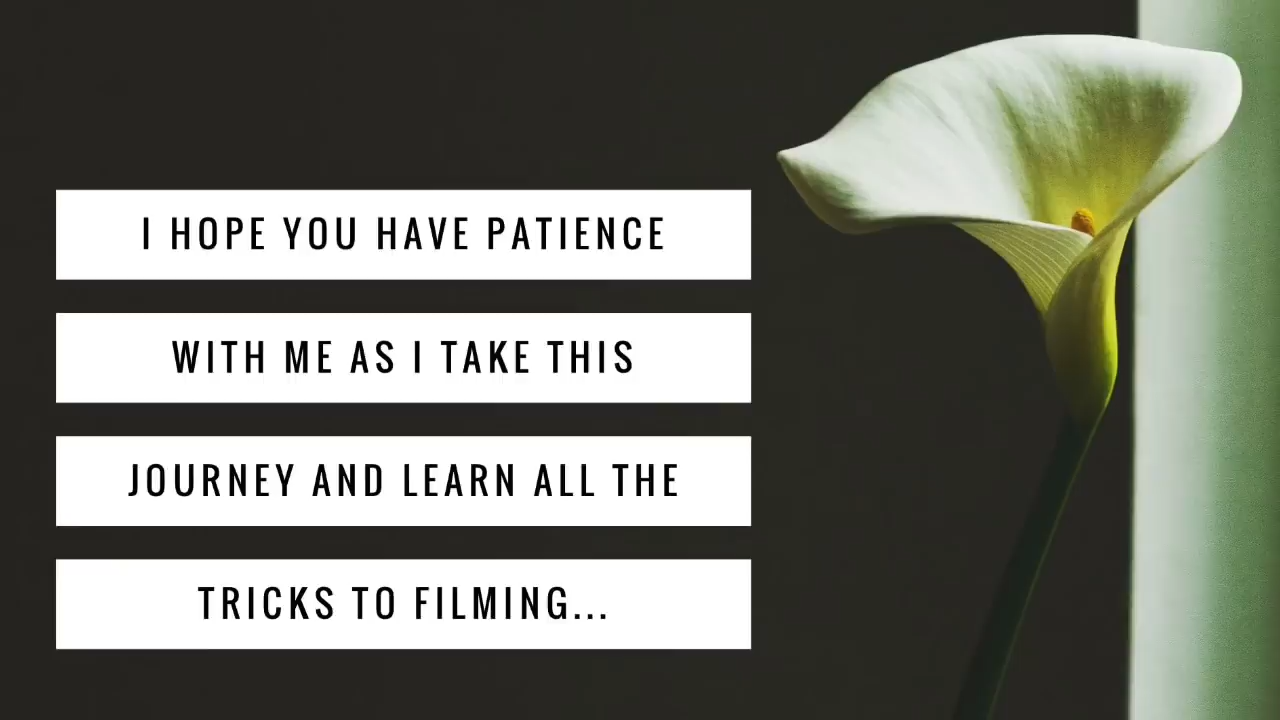 I HOPE YOU HAVE PATIENCE
WITH ME AS I TAKE THIS
JOURNEY AND LEARN ALL THE
TRICKS TO FILMING...